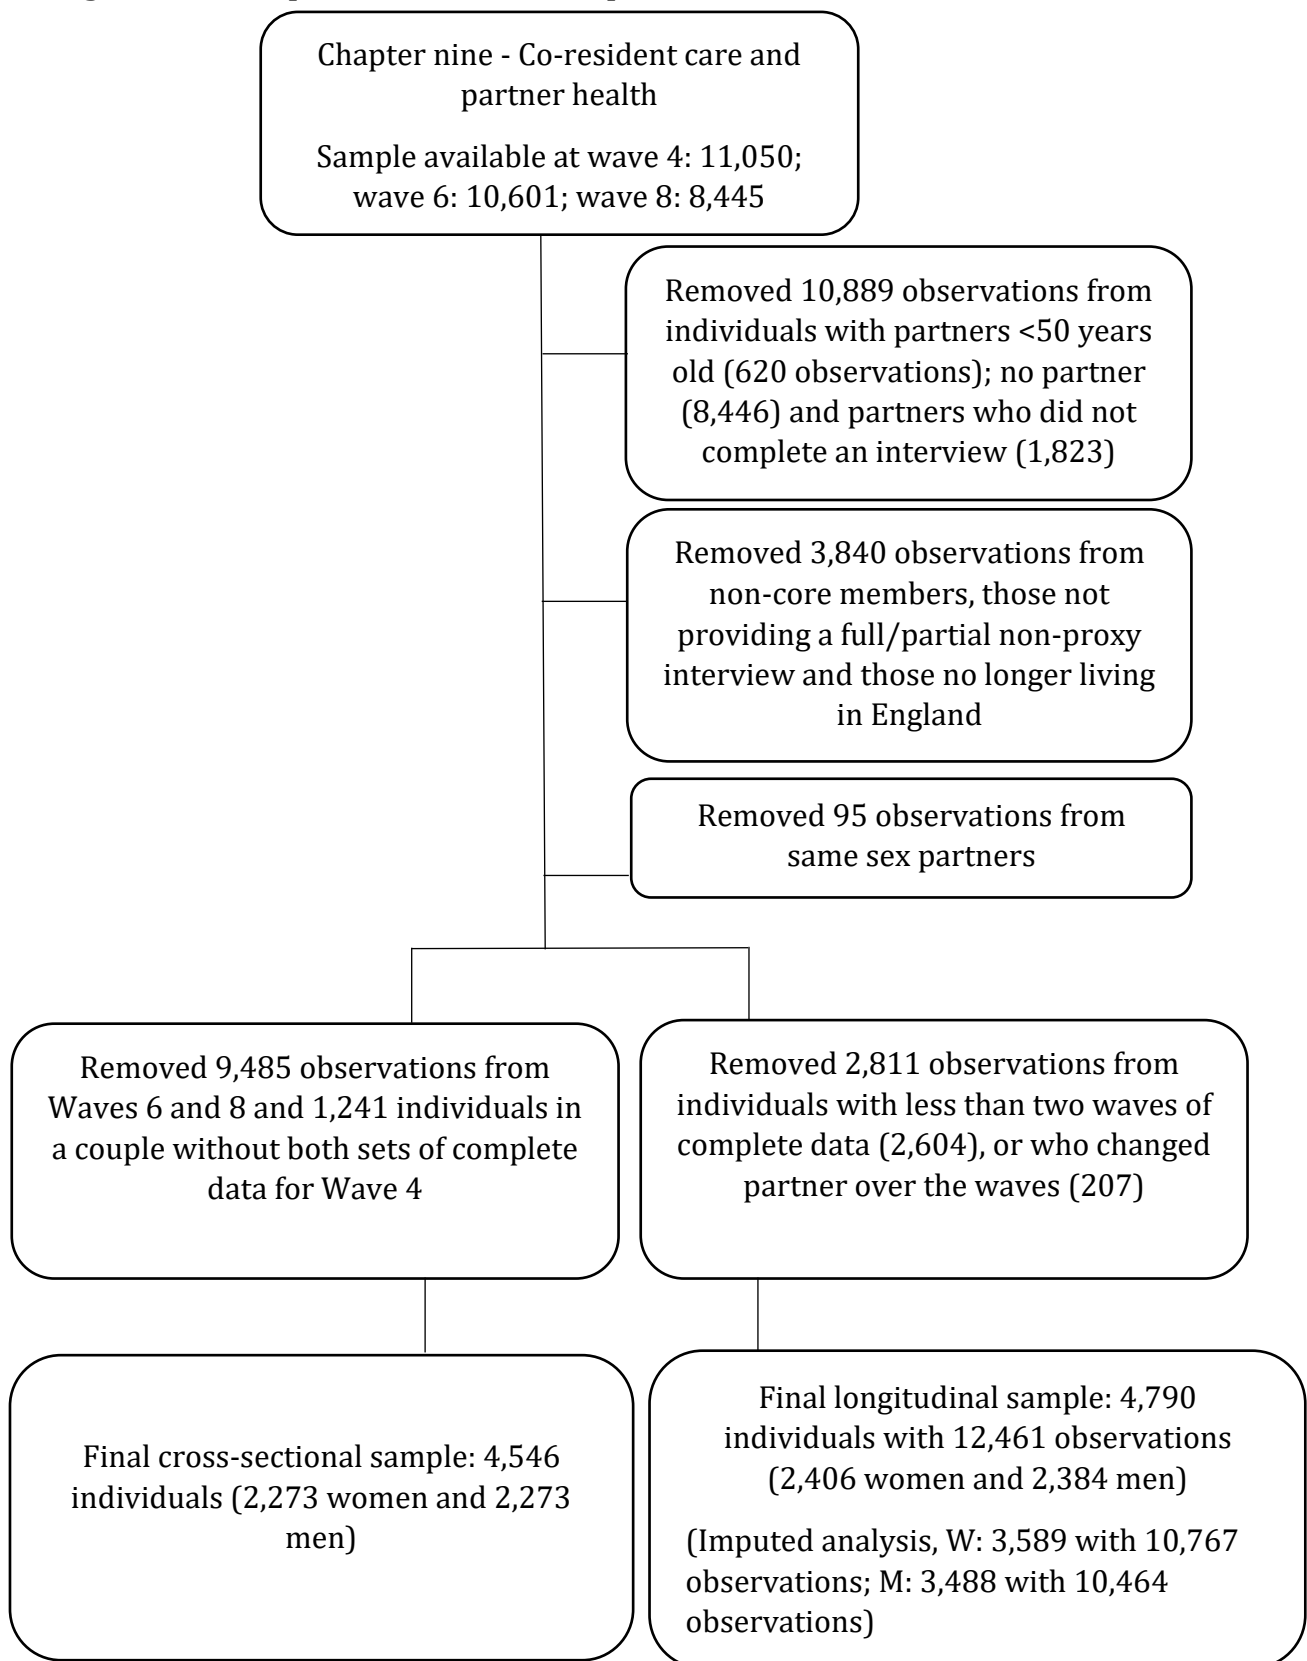 Chapter nine - Co-resident care and
partner health
Sample available at wave 4: 11,050;
wave 6: 10,601; wave 8: 8,445
Removed 10,889 observations from
individuals with partners <50 years
old (620 observations); no partner
(8,446) and partners who did not
complete an interview (1,823)
Removed 3,840 observations from
non-core members, those not
providing a full/partial non-proxy
interview and those no longer living
in England
Removed 95 observations from
same sex partners
Removed 9,485 observations from
Waves 6 and 8 and 1,241 individuals in
a couple without both sets of complete
data for Wave 4
Removed 2,811 observations from
individuals with less than two waves of
complete data (2,604), or who changed
partner over the waves (207)
Final cross-sectional sample: 4,546
individuals (2,273 women and 2,273
men)
Final longitudinal sample: 4,790
individuals with 12,461 observations
(2,406 women and 2,384 men)
(Imputed analysis, W: 3,589 with 10,767
observations; M: 3,488 with 10,464
observations)